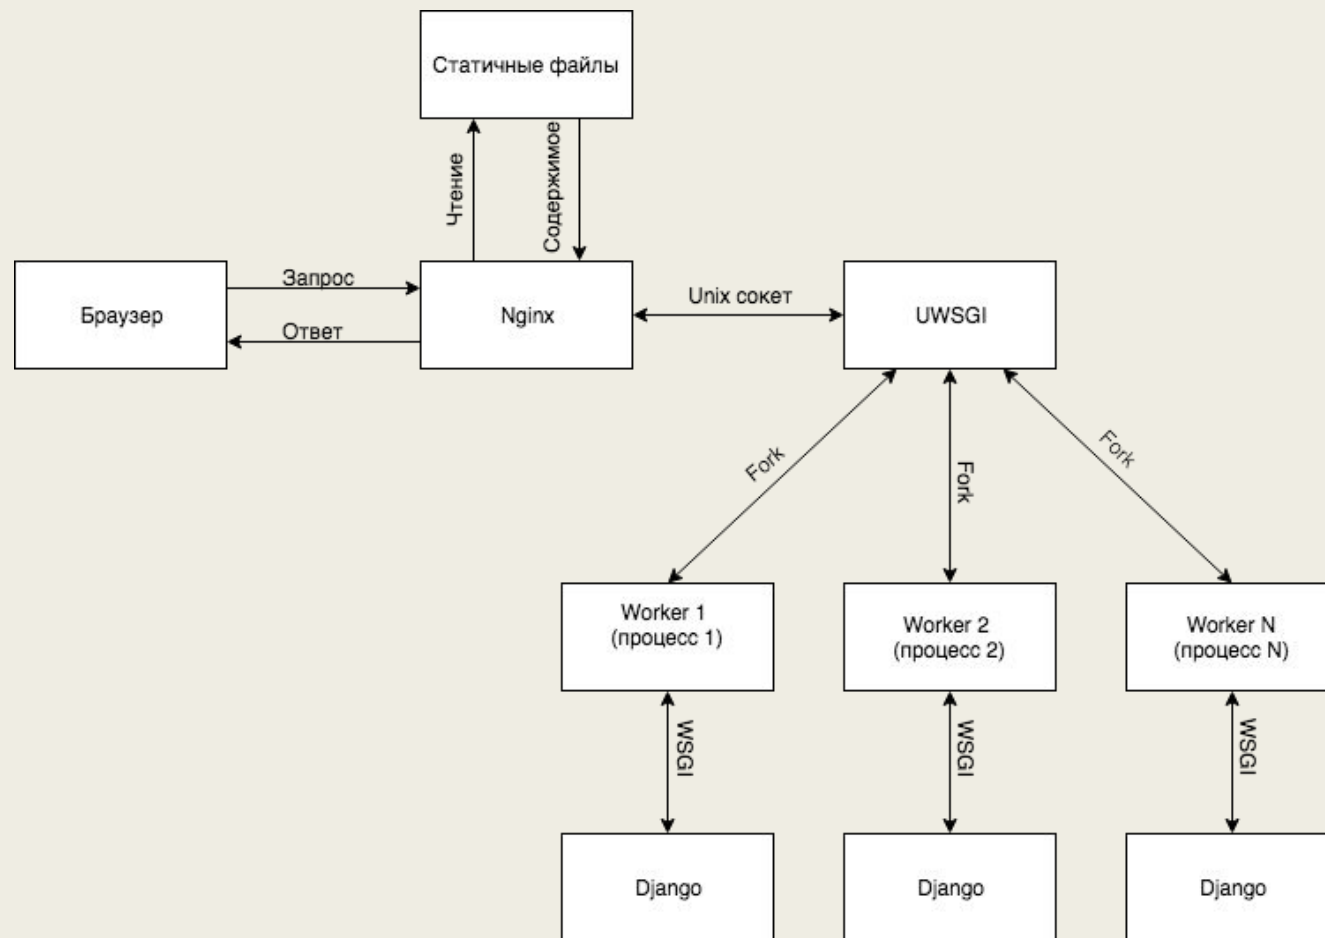 Статичные файлы
Чтение
Содержимое
Браузер
Запрос
Ответ
Nginx
Unix сокет
UWSGI
Fork
Fork
Fork
Worker 1
(процесс 1)
Worker 2
(процесс 2)
Worker N
(процесс N)
WSGI
WSGI
WSGI
Django
Django
Django